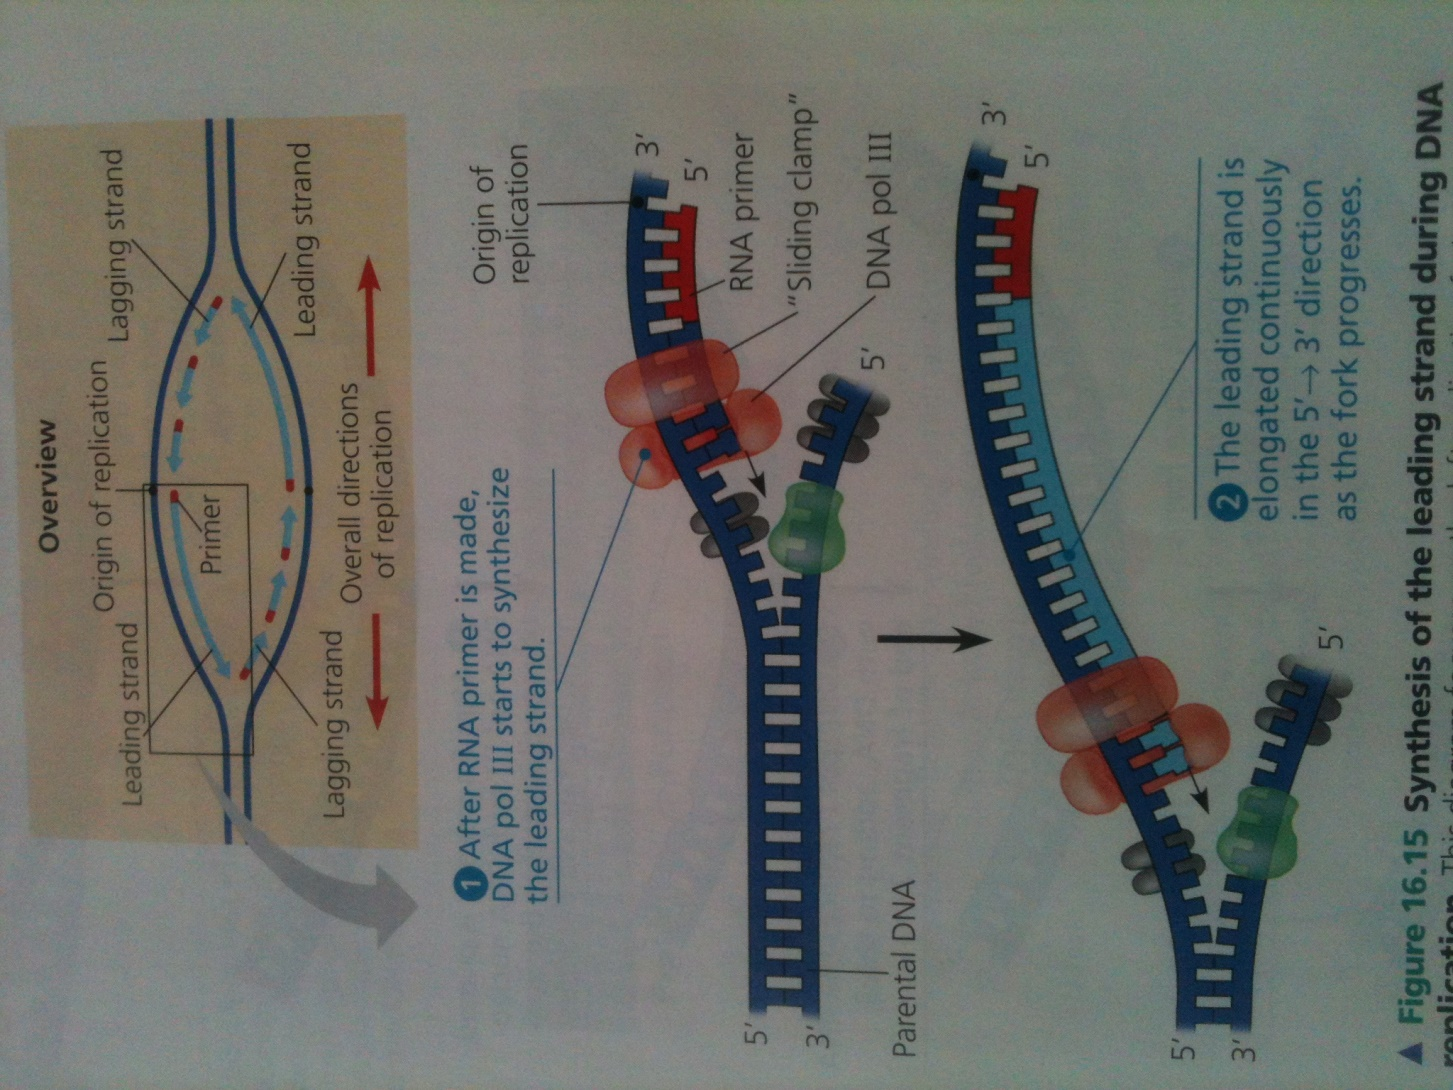 Overview
Origin of replication
Leading strand
Lagging strand
Primer
Lagging strand
Leading strand
Overall directions
of replication
1 After RNA primer is made,
DNA pol III starts to synthesize
the leading strand.
Origin of
replication
3′
5′
RNA primer
"Sliding clamp"
DNA pol III
5′
5′
3′
Parental DNA
3′
5′
2 The leading strand is
elongated continuously
in the 5′→ 3′ direction
as the fork progresses.
5′
5′
3′
▲ Figure 16.15 Synthesis of the leading strand during DNA
replication.